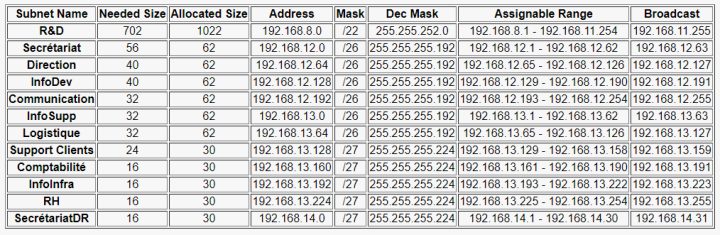 Subnet Name Needed Size Allocated Size Address Mask Dec Mask Assignable Range Broadcast
R&D 702 1022 192.168.8.0 /22 255.255.252.0 192.168.8.1 - 192.168.11.254 192.168.11.255
Secrétariat 56 62 192.168.12.0 /26 255.255.255.192 192.168.12.1 - 192.168.12.62 192.168.12.63
Direction 40 62 192.168.12.64 /26 255.255.255.192 192.168.12.65 - 192.168.12.126 192.168.12.127
InfoDev 40 62 192.168.12.128 /26 255.255.255.192 192.168.12.129 - 192.168.12.190 192.168.12.191
Communication 32 62 192.168.12.192 /26 255.255.255.192 192.168.12.193 - 192.168.12.254 192.168.12.255
InfoSupp 32 62 192.168.13.0 /26 255.255.255.192 192.168.13.1 - 192.168.13.62 192.168.13.63
Logistique 32 62 192.168.13.64 /26 255.255.255.192 192.168.13.65 - 192.168.13.126 192.168.13.127
Support Clients 24 30 192.168.13.128 /27 255.255.255.224 192.168.13.129 - 192.168.13.158 192.168.13.159
Comptabilité 16 30 192.168.13.160 /27 255.255.255.224 192.168.13.161 - 192.168.13.190 192.168.13.191
InfoInfra 16 30 192.168.13.192 /27 255.255.255.224 192.168.13.193 - 192.168.13.222 192.168.13.223
RH 16 30 192.168.13.224 /27 255.255.255.224 192.168.13.225 - 192.168.13.254 192.168.13.255
SecrétariatDR 16 30 192.168.14.0 /27 255.255.255.224 192.168.14.1 - 192.168.14.30 192.168.14.31